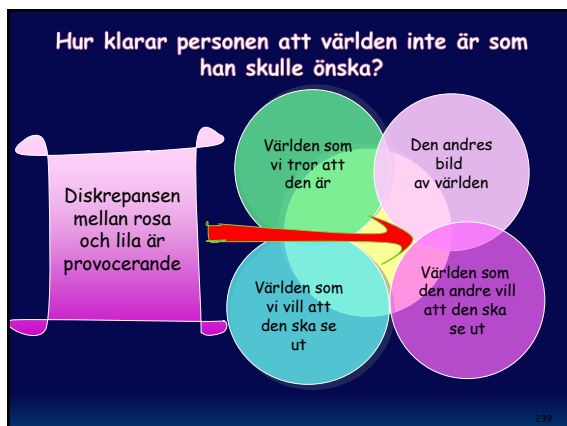 Hur klarar personen att världen inte är som
han skulle önska?
Diskrepansen
mellan rosa
och lila är
provocerande
Världen som
vi tror att
den är
Den andres
bild
av världen
Världen som
vi vill att
den ska se
ut
Världen som
den andre vill
att den ska
se ut
239